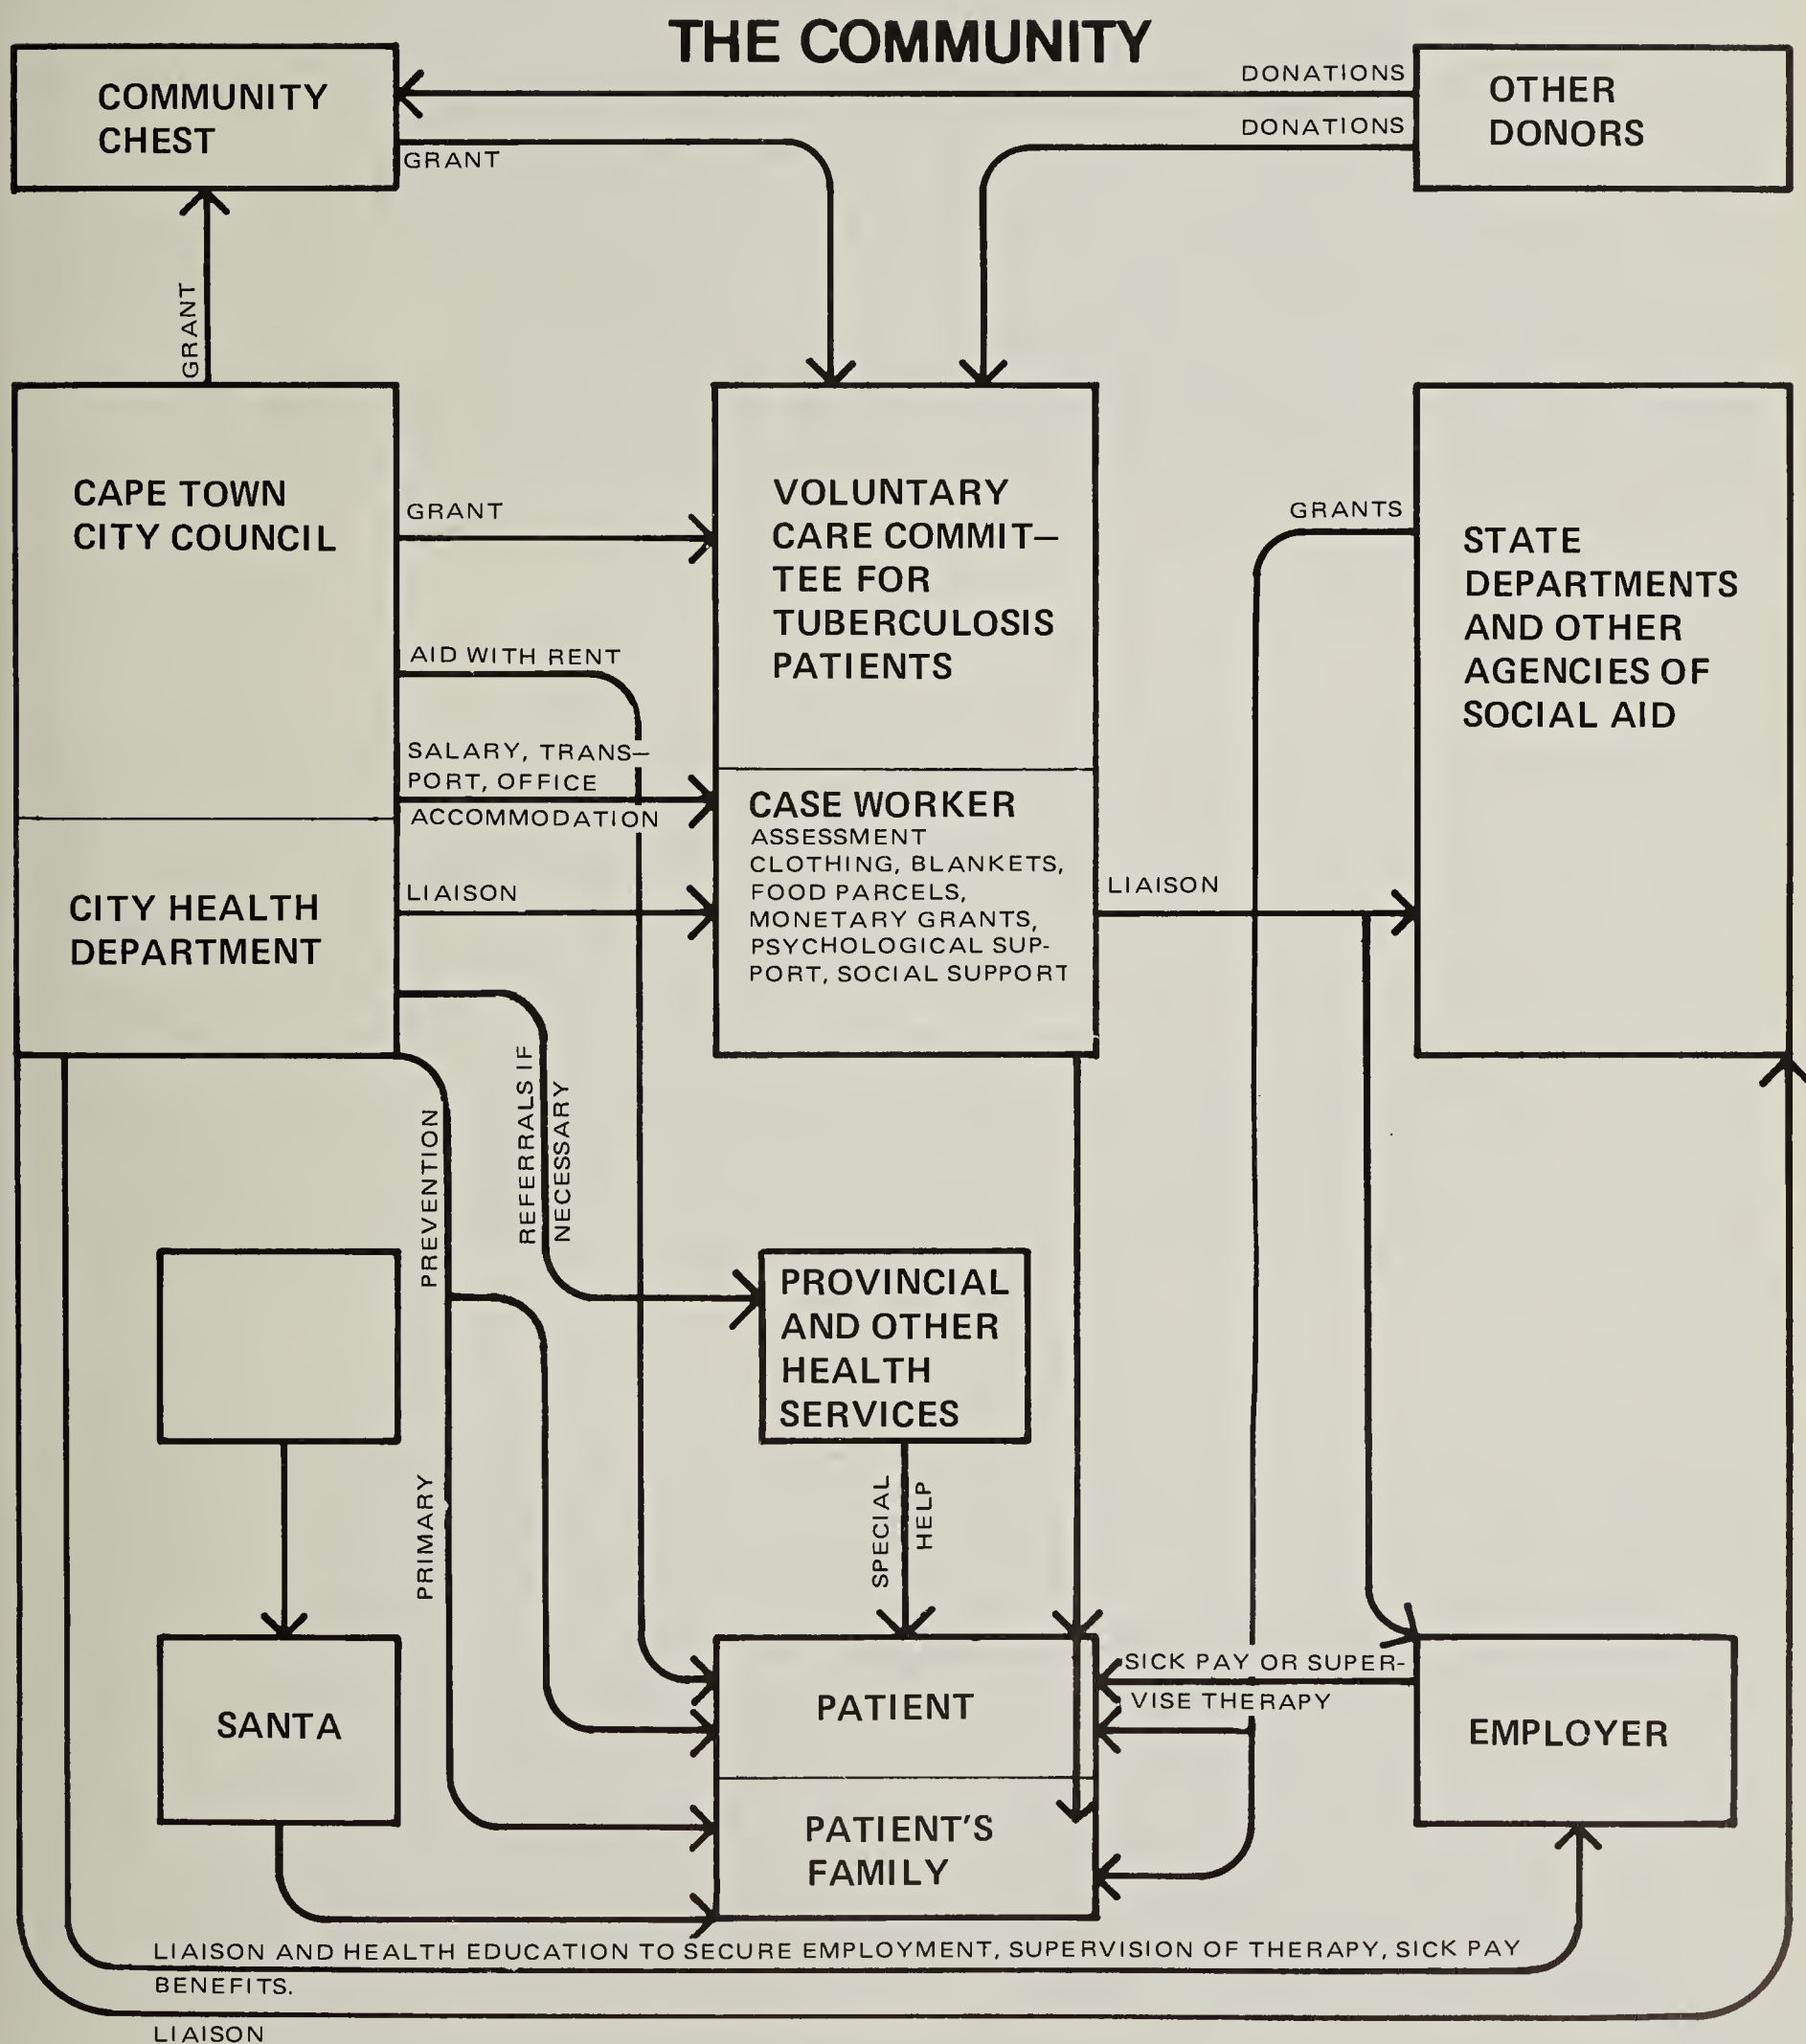 THE COMMUNITY
COMMUNITY
CHEST
DONATIONS
DONATIONS
OTHER
DONORS
GRANT
GRANT
CAPE TOWN
CITY COUNCIL
GRANT
AID WITH RENT
SALARY, TRANS–
PORT, OFFICE
ACCOMMODATION
CITY HEALTH
DEPARTMENT
LIAISON
VOLUNTARY
CARE COMMIT–
TEE FOR
TUBERCULOSIS
PATIENTS
CASE WORKER
ASSESSMENT
CLOTHING, BLANKETS,
FOOD PARCELS,
MONETARY GRANTS,
PSYCHOLOGICAL SUP-
PORT, SOCIAL SUPPORT
LIAISON
GRANTS
STATE
DEPARTMENTS
AND OTHER
AGENCIES OF
SOCIAL AID
PREVENTION
REFERRALS IF
NECESSARY
PROVINCIAL
AND OTHER
HEALTH
SERVICES
PRIMARY
SPECIAL
HELP
SANTA
PATIENT
PATIENT'S
FAMILY
SICK PAY OR SUPER-
VISE THERAPY
EMPLOYER
LIAISON AND HEALTH EDUCATION TO SECURE EMPLOYMENT, SUPERVISION OF THERAPY, SICK PAY
BENEFITS.
LIAISON